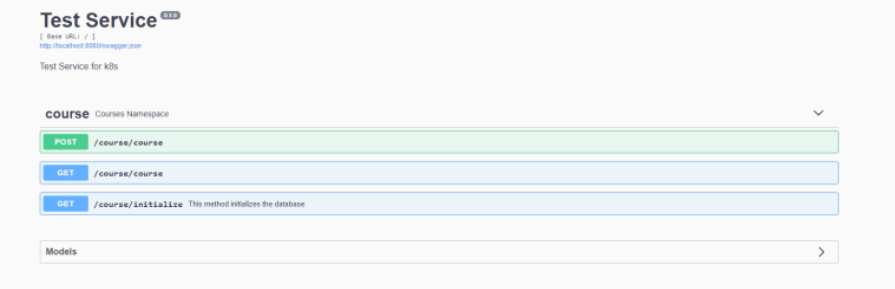 Test Service 0.1.0
[ Base URL: / ]
http://localhost:8080/swagger.json
Test Service for k8s
course Courses Namespace
POST /course/course
GET /course/course
GET /course/initialize This method initializes the database
Models